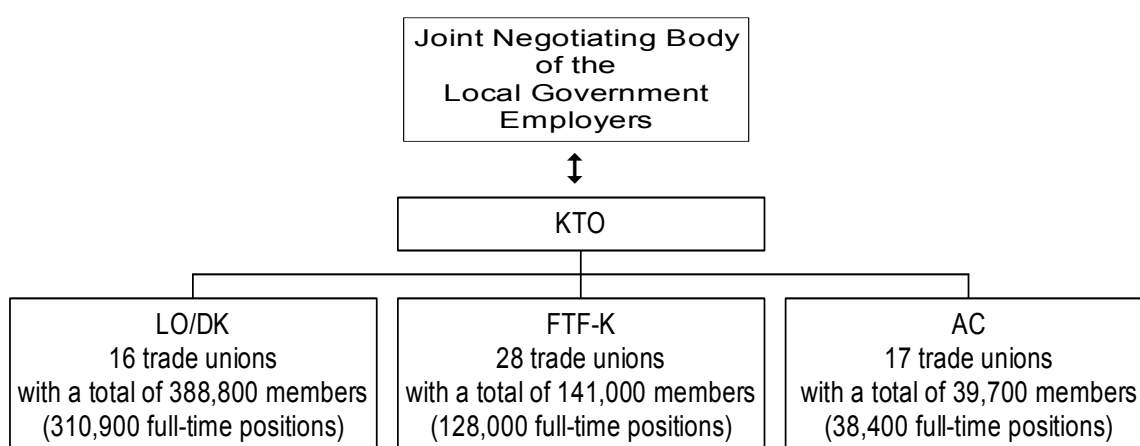 Joint Negotiating Body
of the
Local Government
Employers
KTO
LO/DK
16 trade unions
with a total of 388,800 members
(310,900 full-time positions)
FTF-K
28 trade unions
with a total of 141,000 members
(128,000 full-time positions)
AC
17 trade unions
with a total of 39,700 members
(38,400 full-time positions)